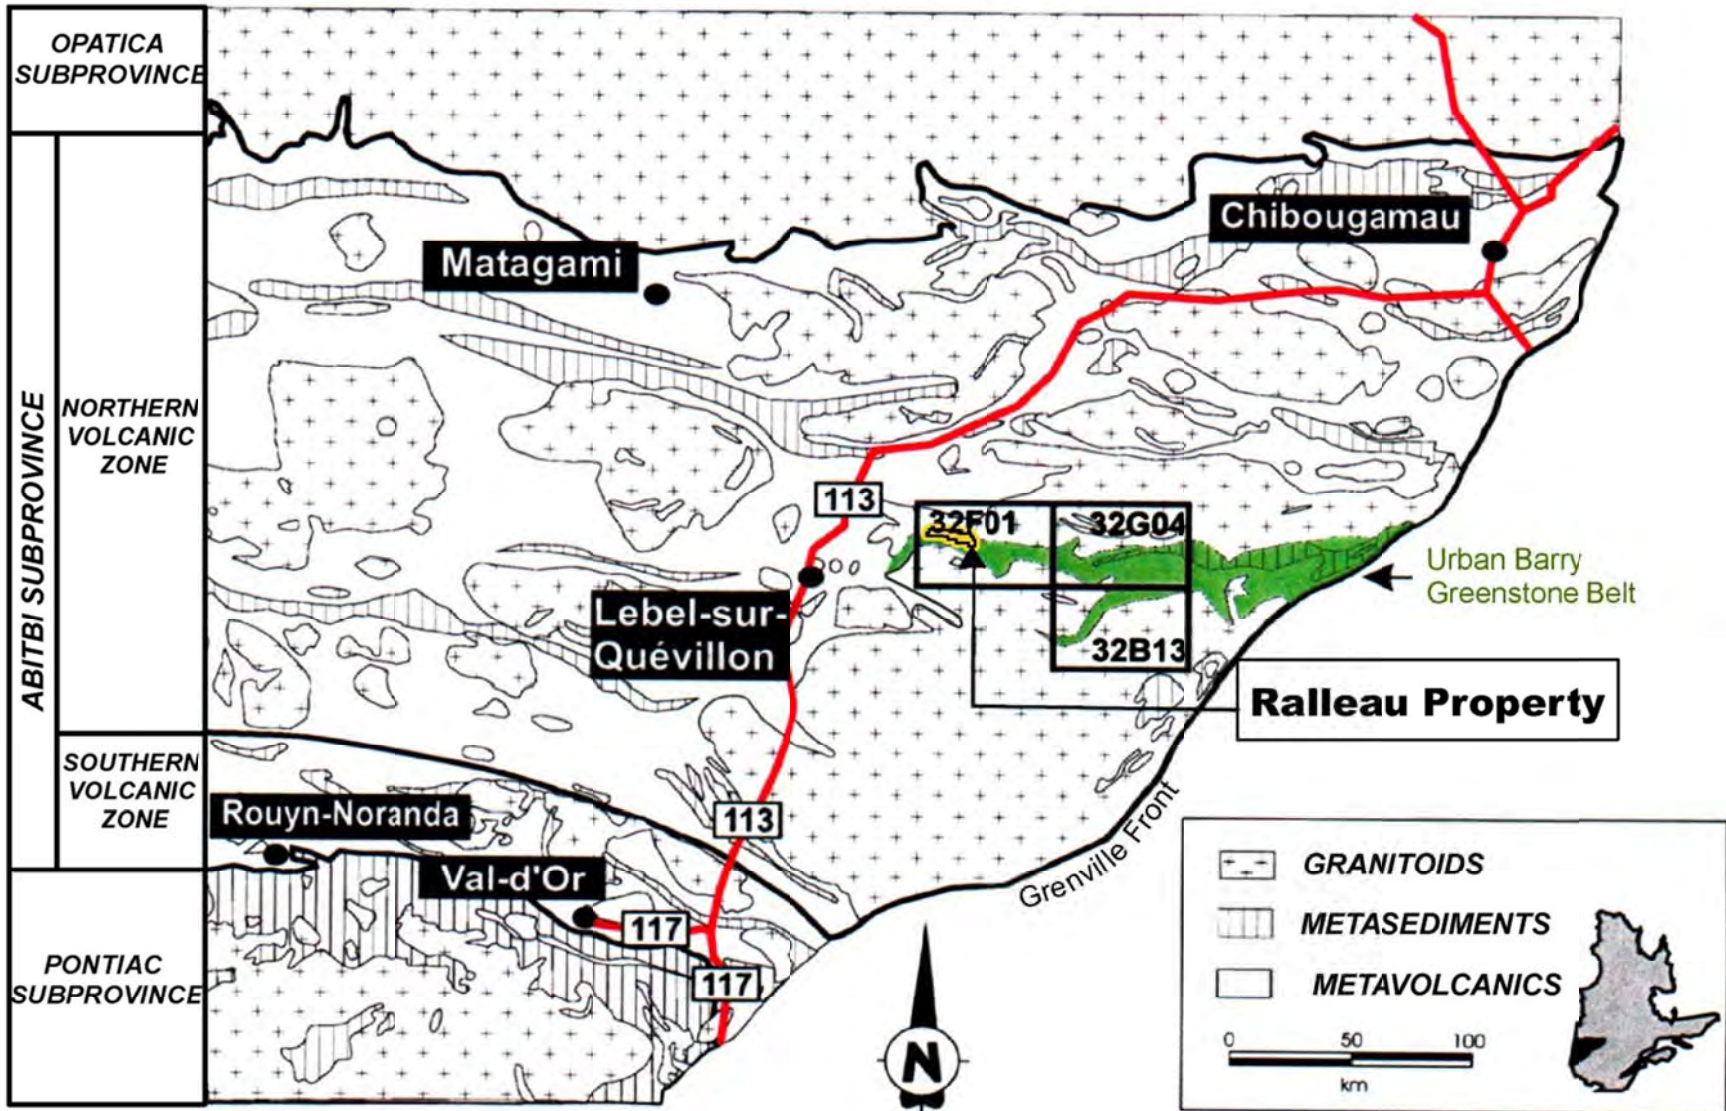 OPATICA
SUBPROVINCE
ABITBI SUBPROVINCE
NORTHERN
VOLCANIC
ZONE
SOUTHERN
VOLCANIC
ZONE
PONTIAC
SUBPROVINCE
Matagami
Chibougamau
113
32F01
32G04
32B13
Urban Barry
Greenstone Belt
Lebel-sur-
Quévillon
Ralleau Property
Rouyn-Noranda
113
Val-d'Or
117
117
Grenville Front
N
GRANITOIDS
METASEDIMENTS
METAVOLCANICS
0 50 100
km